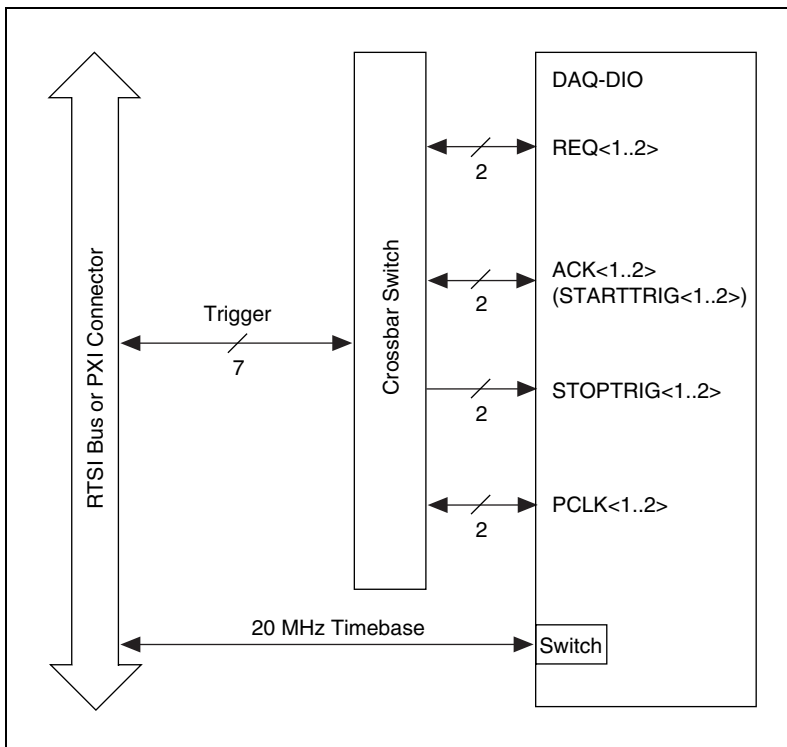 DAQ-DIO
REQ<1..2>
2
ACK<1..2>
(STARTTRIG<1..2>)
2
Trigger
7
STOPTRIG<1..2>
2
PCLK<1..2>
2
RTSI Bus or PXI Connector
Crossbar Switch
20 MHz Timebase
Switch